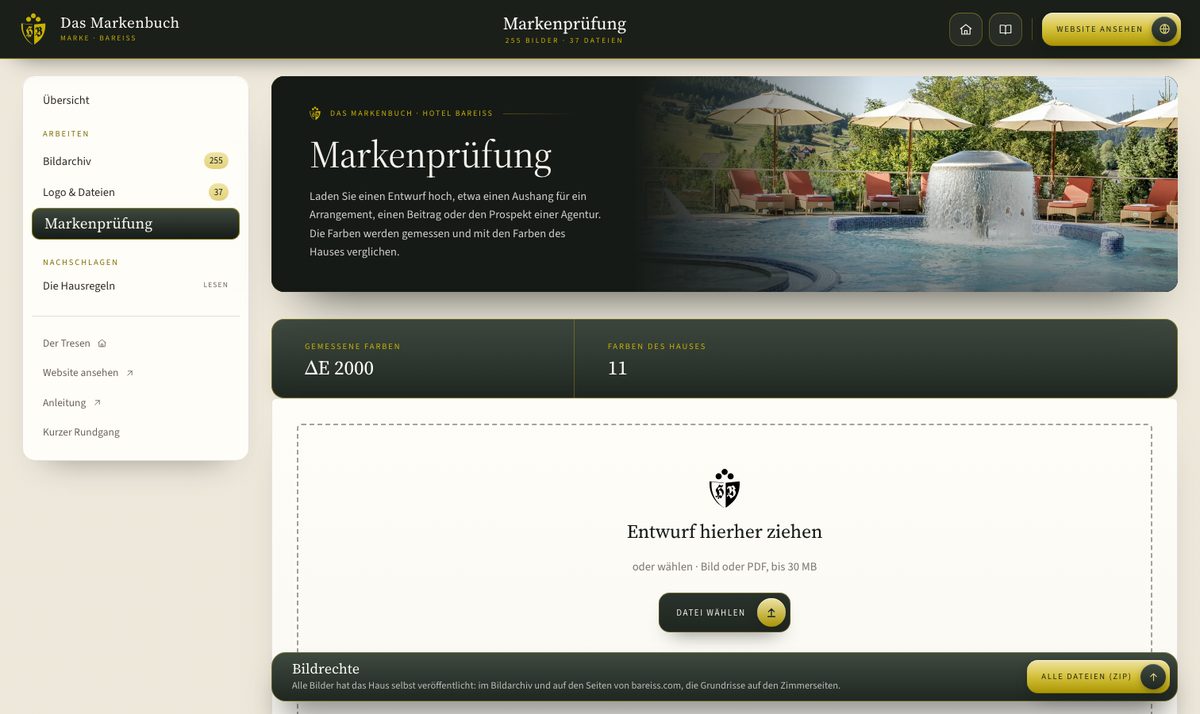 Das Markenbuch
MARKE · BAREISS
Markenprüfung
255 BILDER · 37 DATEIEN
WEBSITE ANSEHEN
Übersicht
ARBEITEN
Bildarchiv 255
Logo & Dateien 37
Markenprüfung
NACHSCHLAGEN
Die Hausregeln LESEN
Der Tresen
Website ansehen
Anleitung
Kurzer Rundgang
DAS MARKENBUCH · HOTEL BAREISS
Markenprüfung
Laden Sie einen Entwurf hoch, etwa einen Aushang für ein
Arrangement, einen Beitrag oder den Prospekt einer Agentur.
Die Farben werden gemessen und mit den Farben des
Hauses verglichen.
GEMESSENE FARBEN
ΔE 2000
FARBEN DES HAUSES
11
HB
Entwurf hierher ziehen
oder wählen · Bild oder PDF, bis 30 MB
DATEI WÄHLEN
Bildrechte
Alle Bilder hat das Haus selbst veröffentlicht: im Bildarchiv und auf den Seiten von bareiss.com, die Grundrisse auf den Zimmerseiten.
ALLE DATEIEN (ZIP)